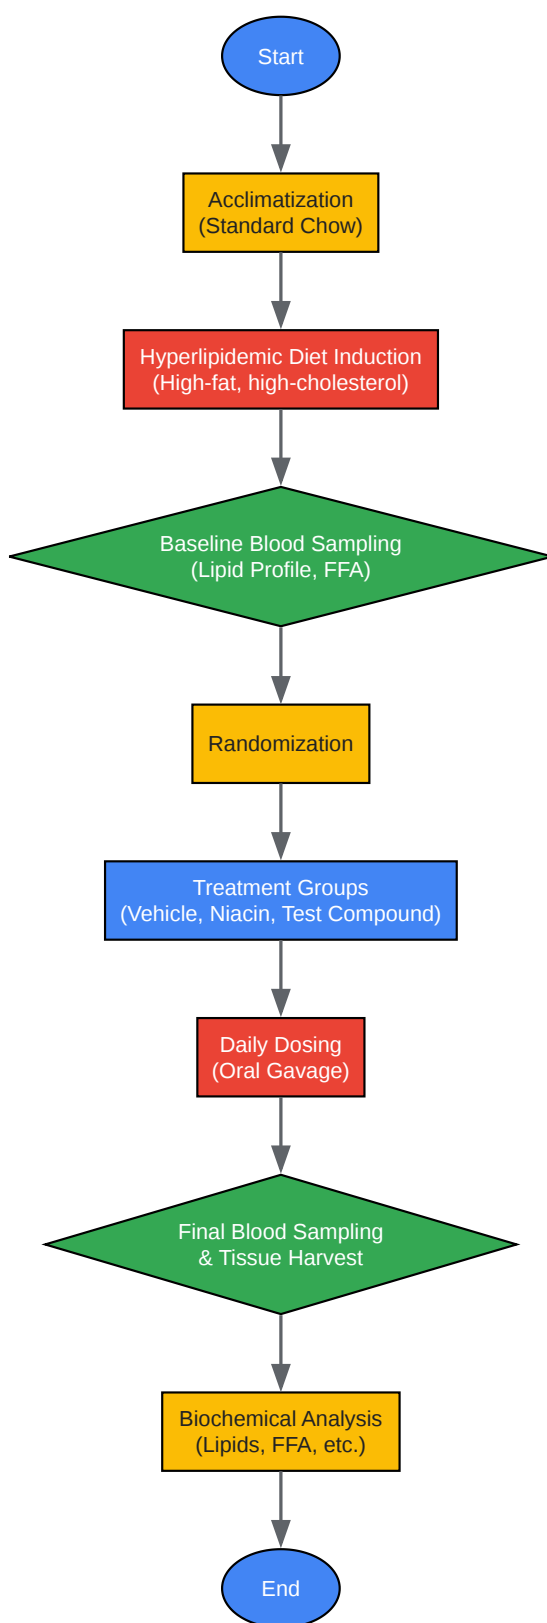 Start
Acclimatization
(Standard Chow)
Hyperlipidemic Diet Induction
(High-fat, high-cholesterol)
Baseline Blood Sampling
(Lipid Profile, FFA)
Randomization
Treatment Groups
(Vehicle, Niacin, Test Compound)
Daily Dosing
(Oral Gavage)
Final Blood Sampling
& Tissue Harvest
Biochemical Analysis
(Lipids, FFA, etc.)
End